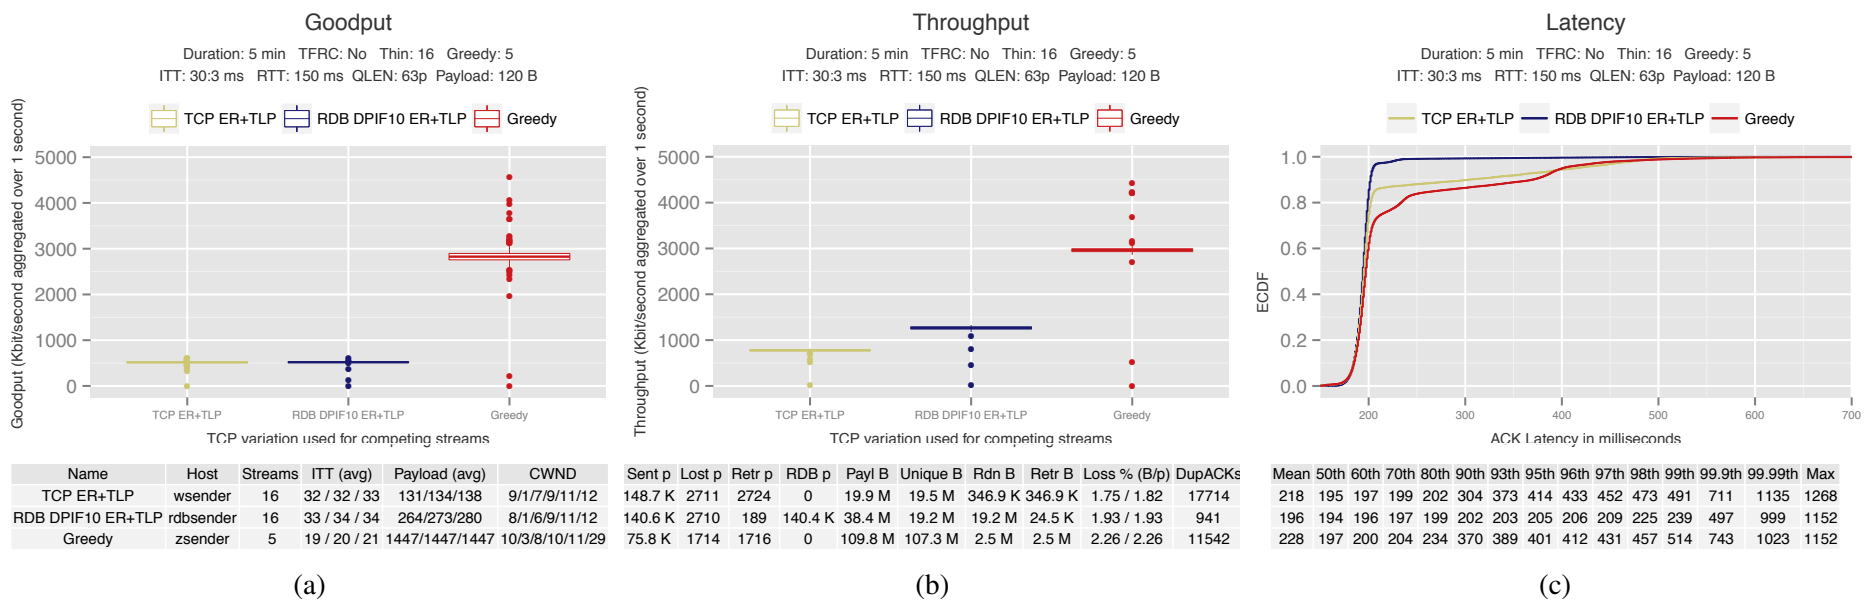 Goodput
Duration: 5 min TFRC: No Thin: 16 Greedy: 5
ITT: 30:3 ms RTT: 150 ms QLEN: 63p Payload: 120 B
TCP ER+TLP RDB DPIF10 ER+TLP Greedy
Goodput (Kbit/second aggregated over 1 second)
5000
4000
3000
2000
1000
0
TCP ER+TLP RDB DPIF10 ER+TLP Greedy
TCP variation used for competing streams
Name Host Streams ITT (avg) Payload (avg) CWND
TCP ER+TLP wsender 16 32 / 32 / 33 131/134/138 9/1/7/9/11/12
RDB DPIF10 ER+TLP rdbsender 16 33 / 34 / 34 264/273/280 8/1/6/9/11/12
Greedy zsender 5 19 / 20 / 21 1447/1447/1447 10/3/8/10/11/29
(a)
Throughput
Duration: 5 min TFRC: No Thin: 16 Greedy: 5
ITT: 30:3 ms RTT: 150 ms QLEN: 63p Payload: 120 B
TCP ER+TLP RDB DPIF10 ER+TLP Greedy
Throughput (Kbit/second aggregated over 1 second)
5000
4000
3000
2000
1000
0
TCP ER+TLP RDB DPIF10 ER+TLP Greedy
TCP variation used for competing streams
Sent p Lost p Retr p RDB p Payl B Unique B Rdn B Retr B Loss % (B/p) DupACKs
148.7 K 2711 2724 0 19.9 M 19.5 M 346.9 K 346.9 K 1.75 / 1.82 17714
140.6 K 2710 189 140.4 K 38.4 M 19.2 M 19.2 M 24.5 K 1.93 / 1.93 941
75.8 K 1714 1716 0 109.8 M 107.3 M 2.5 M 2.5 M 2.26 / 2.26 11542
(b)
Latency
Duration: 5 min TFRC: No Thin: 16 Greedy: 5
ITT: 30:3 ms RTT: 150 ms QLEN: 63p Payload: 120 B
TCP ER+TLP RDB DPIF10 ER+TLP Greedy
ECDF
1.0
0.8
0.6
0.4
0.2
0.0
200 300 400 500 600 700
ACK Latency in milliseconds
Mean 50th 60th 70th 80th 90th 93th 95th 96th 97th 98th 99th 99.9th 99.99th Max
218 195 197 199 202 304 373 414 433 452 473 491 711 1135 1268
196 194 196 197 199 202 203 205 206 209 225 239 497 999 1152
228 197 200 204 234 370 389 401 412 431 457 514 743 1023 1152
(c)